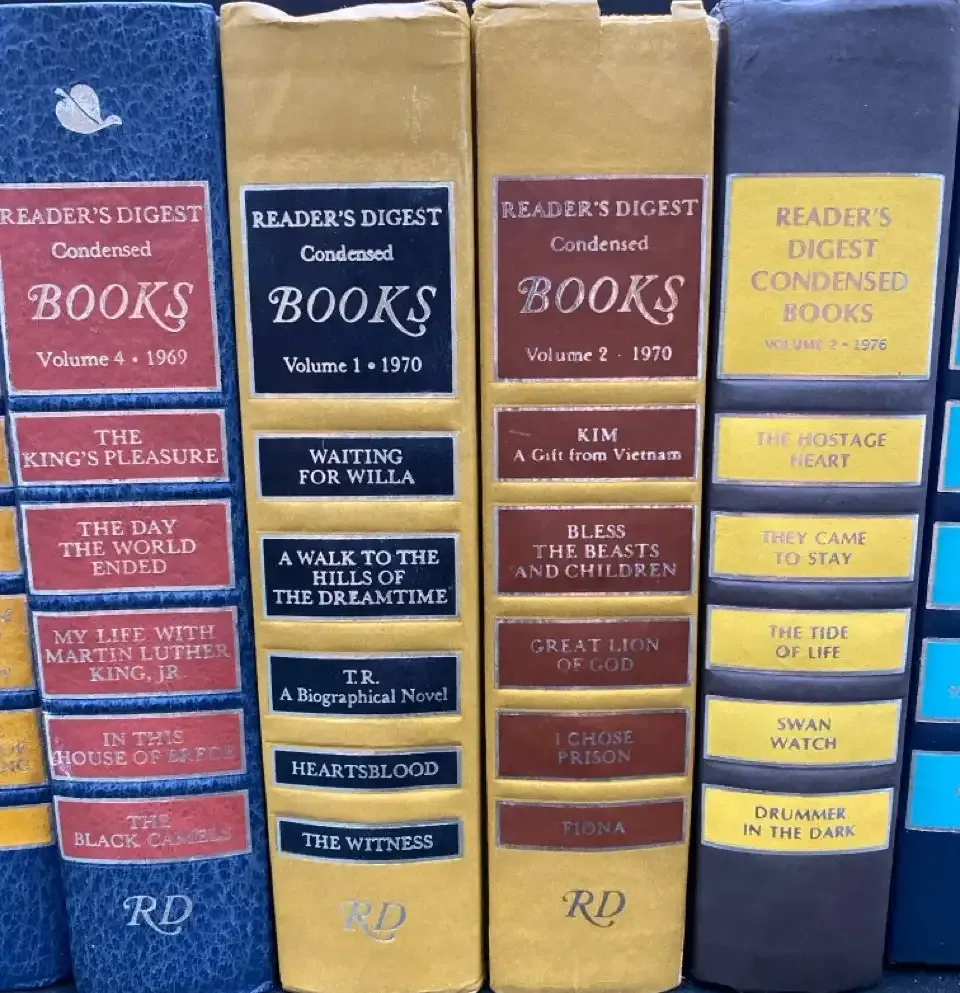 READER'S DIGEST
Condensed
BOOKS
Volume 4 • 1969
THE
KING'S PLEASURE
THE DAY
THE WORLD
ENDED
MY LIFE WITH
MARTIN LUTHER
KING, JR.
IN THIS
HOUSE OF BREDE
THE
BLACK CAMELS
RD
READER'S DIGEST
Condensed
BOOKS
Volume 1 • 1970
WAITING
FOR WILLA
A WALK TO THE
HILLS OF
THE DREAMTIME
T.R.
A Biographical Novel
HEARTSBLOOD
THE WITNESS
RD
READER'S DIGEST
Condensed
BOOKS
Volume 2 · 1970
KIM
A Gift from Vietnam
BLESS
THE BEASTS
AND CHILDREN
GREAT LION
OF GOD
I CHOSE
PRISON
FIONA
RD
READER'S
DIGEST
CONDENSED
BOOKS
VOLUME 2 • 1976
THE HOSTAGE
HEART
THEY CAME
TO STAY
THE TIDE
OF LIFE
SWAN
WATCH
DRUMMER
IN THE DARK